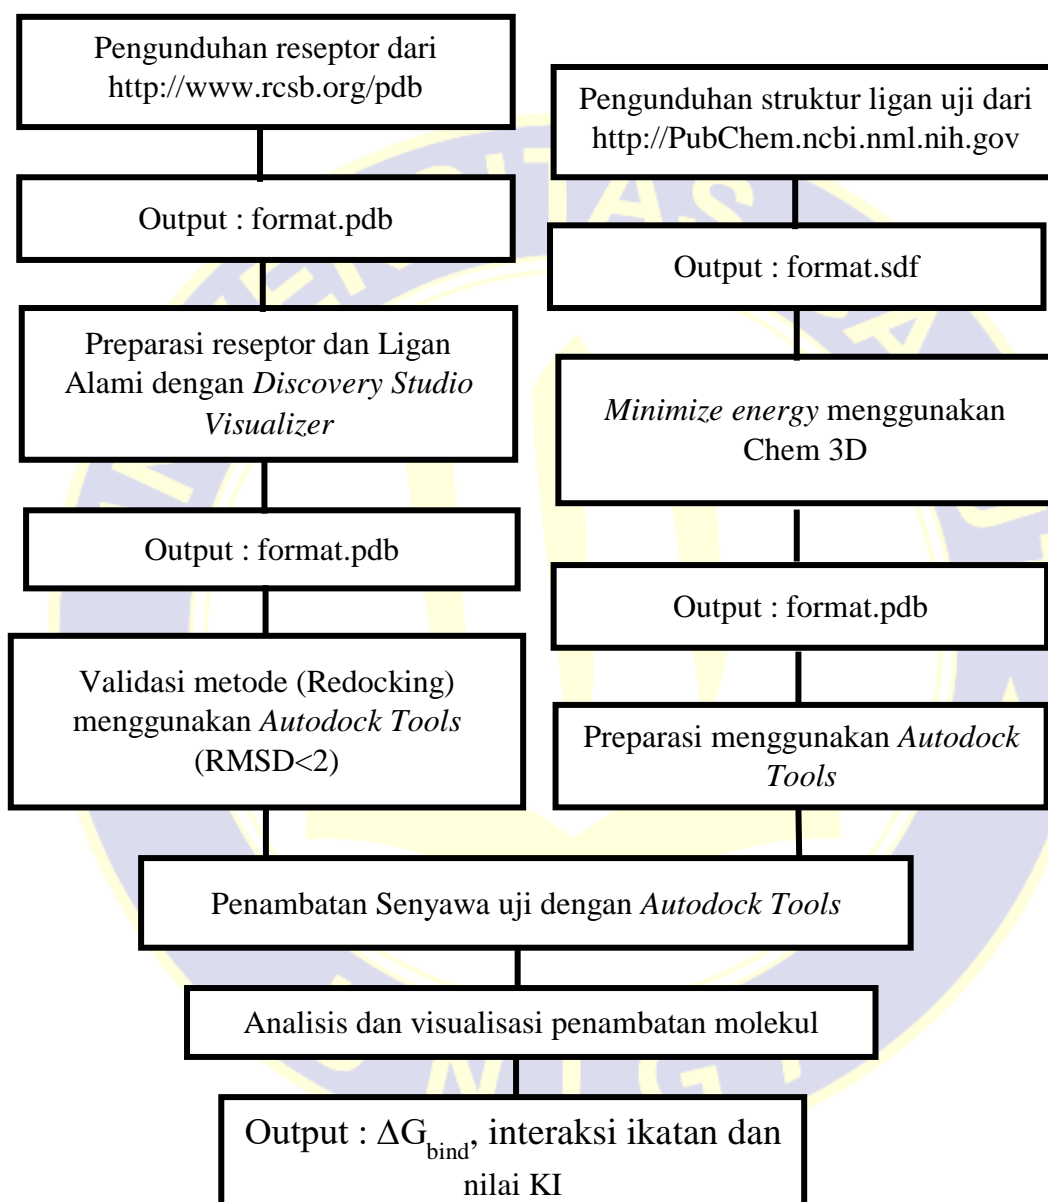 Pengunduhan reseptor dari
http://www.rcsb.org/pdb
Output : format.pdb
Preparasi reseptor dan Ligan
Alami dengan Discovery Studio
Visualizer
Output : format.pdb
Validasi metode (Redocking)
menggunakan Autodock Tools
(RMSD<2)
Pengunduhan struktur ligan uji dari
http://PubChem.ncbi.nml.nih.gov
Output : format.sdf
Minimize energy menggunakan
Chem 3D
Output : format.pdb
Preparasi menggunakan Autodock
Tools
Penambatan Senyawa uji dengan Autodock Tools
Analisis dan visualisasi penambatan molekul
Output : ΔGbind, interaksi ikatan dan
nilai KI